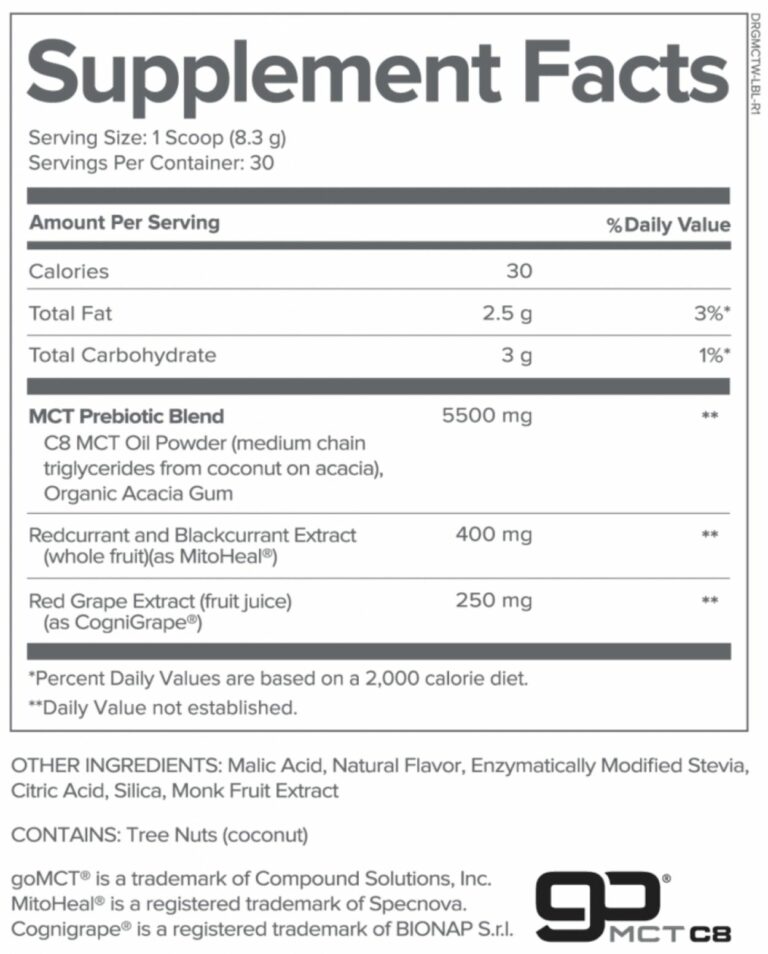 Supplement Facts
DRGMCTW-LBL-R1
Serving Size: 1 Scoop (8.3 g)
Servings Per Container: 30
Amount Per Serving %Daily Value
Calories 30
Total Fat 2.5 g 3%*
Total Carbohydrate 3 g 1%*
MCT Prebiotic Blend 5500 mg **
C8 MCT Oil Powder (medium chain
triglycerides from coconut on acacia),
Organic Acacia Gum
Redcurrant and Blackcurrant Extract 400 mg **
(whole fruit)(as MitoHeal®)
Red Grape Extract (fruit juice) 250 mg **
(as CogniGrape®)
*Percent Daily Values are based on a 2,000 calorie diet.
**Daily Value not established.
OTHER INGREDIENTS: Malic Acid, Natural Flavor, Enzymatically Modified Stevia,
Citric Acid, Silica, Monk Fruit Extract
CONTAINS: Tree Nuts (coconut)
goMCT® is a trademark of Compound Solutions, Inc.
MitoHeal® is a registered trademark of Specnova.
Cognigrape® is a registered trademark of BIONAP S.r.l.
go®
MCT C8